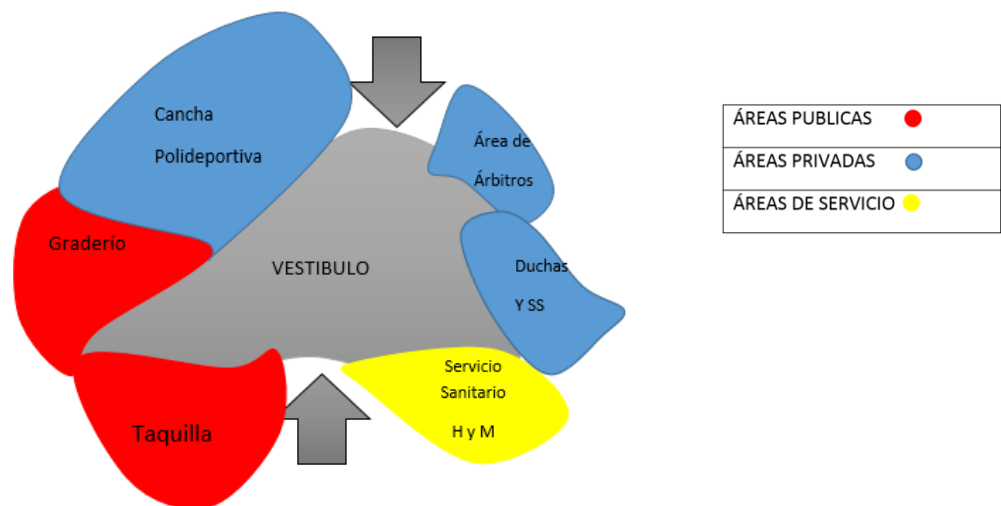 Cancha
Polideportiva
Área de
Árbitros
Graderío
VESTIBULO
Duchas
Y SS
Servicio
Sanitario
H y M
Taquilla
ÁREAS PUBLICAS
ÁREAS PRIVADAS
ÁREAS DE SERVICIO